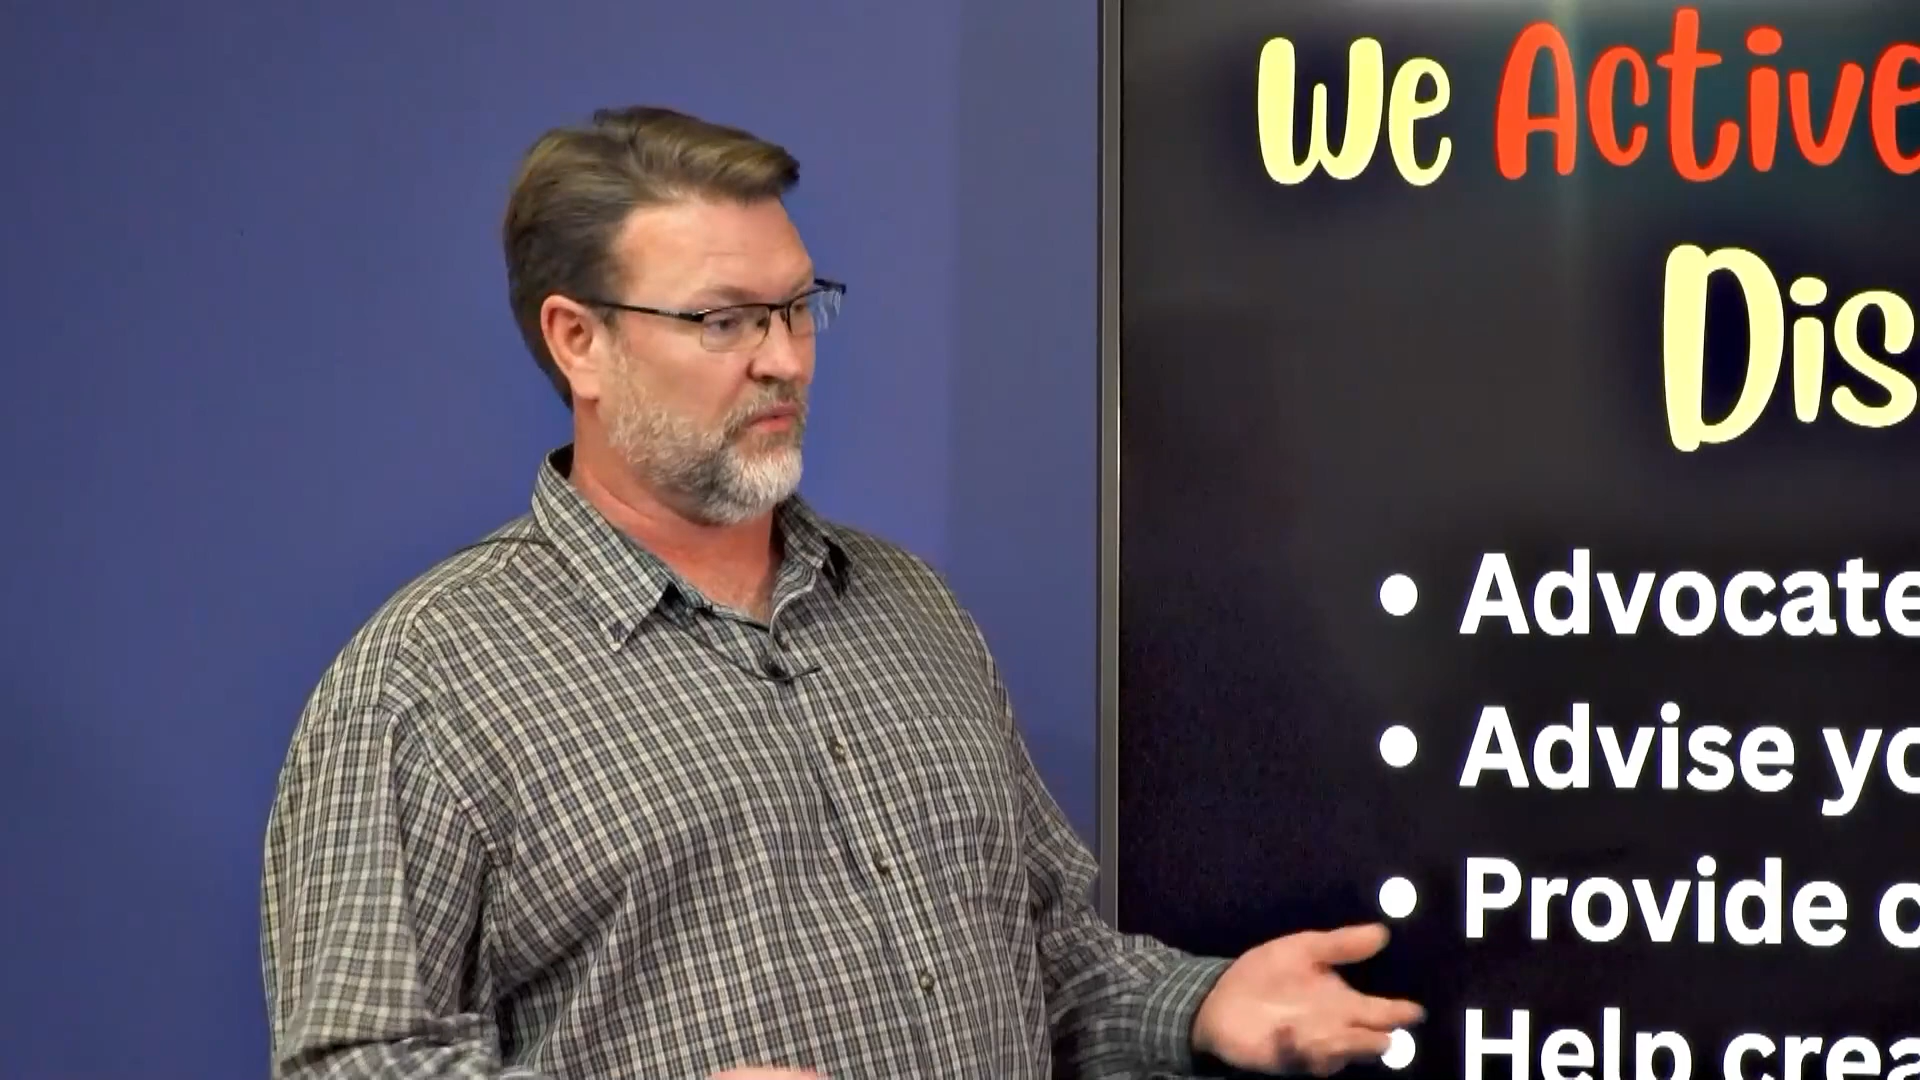 We Active
Dis
• Advocate
• Advise yo
• Provide
• Help crea